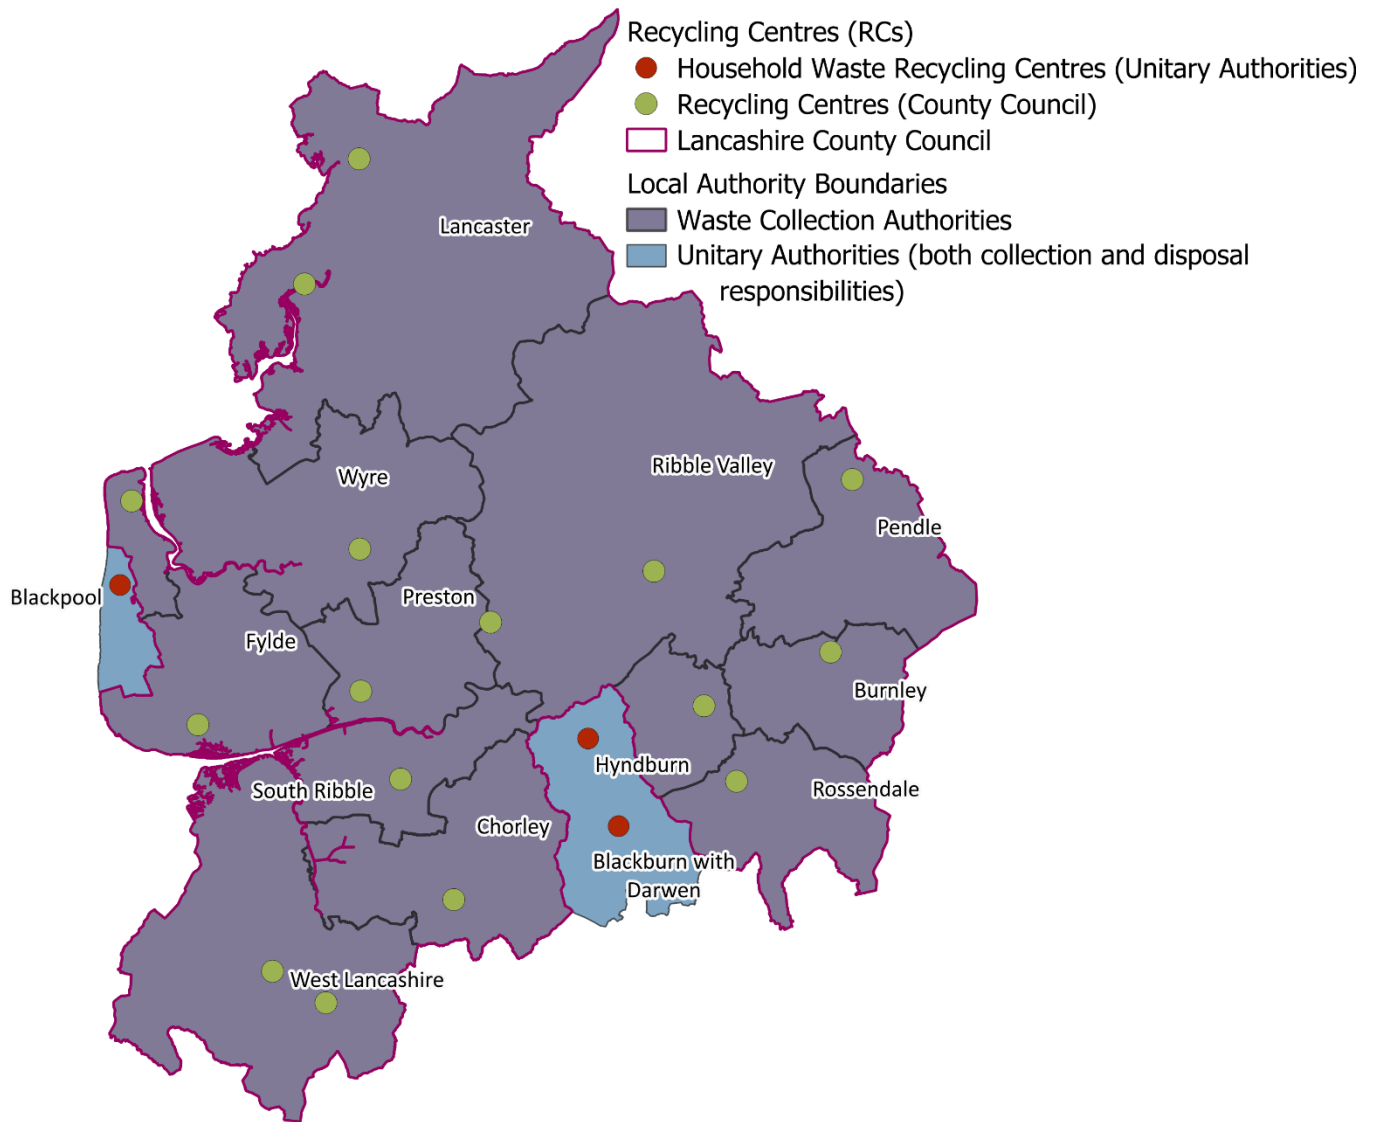 Recycling Centres (RCs)
Household Waste Recycling Centres (Unitary Authorities)
Recycling Centres (County Council)
Lancashire County Council
Local Authority Boundaries
Waste Collection Authorities
Unitary Authorities (both collection and disposal
responsibilities)
Lancaster
Wyre
Ribble Valley
Pendle
Blackpool
Preston
Fylde
Burnley
Hyndburn
South Ribble
Rossendale
Chorley
Blackburn with
Darwen
West Lancashire